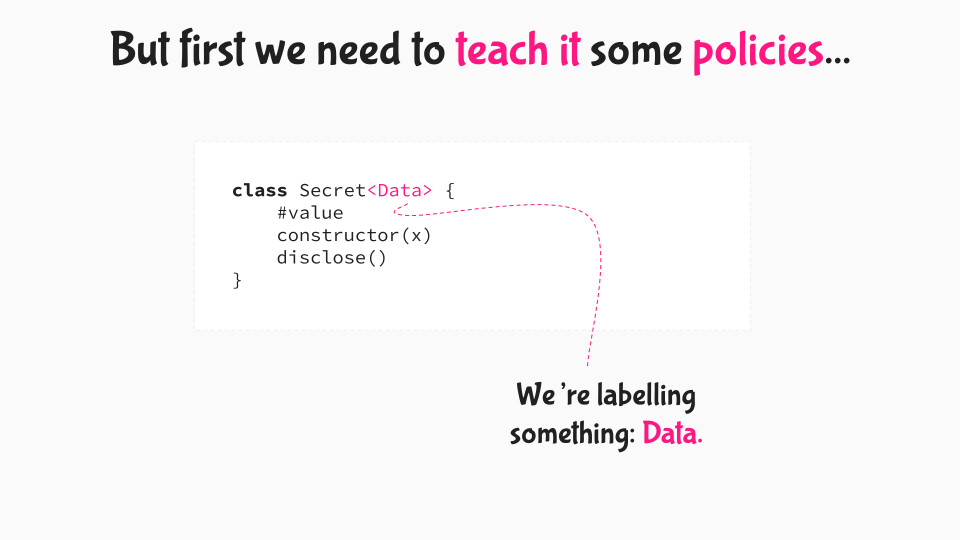 But first we need to teach it some policies...
class Secret<Data> {
    #value
    constructor(x)
    disclose()
}
We're labelling
something: Data.